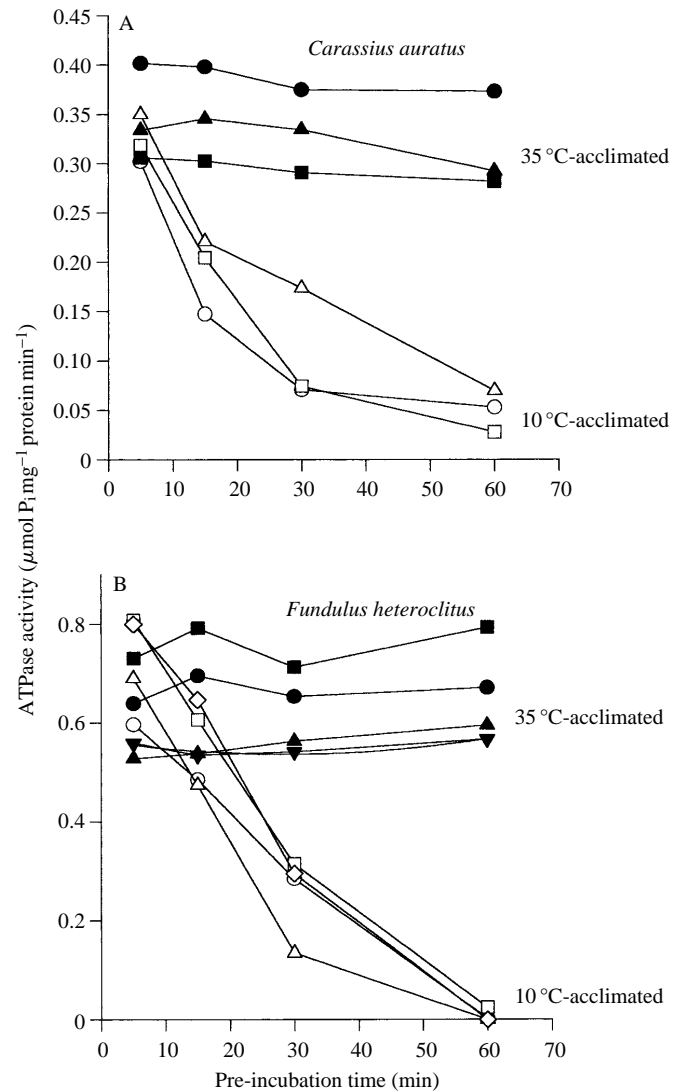 A
Carassius auratus
0.45
0.40
0.35
0.30
0.25
0.20
0.15
0.10
0.05
0
35 °C-acclimated
10 °C-acclimated
0 10 20 30 40 50 60 70
ATPase activity (μmol Pi mg−1 protein min−1)
B
Fundulus heteroclitus
0.8
0.6
0.4
0.2
0
35 °C-acclimated
10 °C-acclimated
0 10 20 30 40 50 60 70
Pre-incubation time (min)